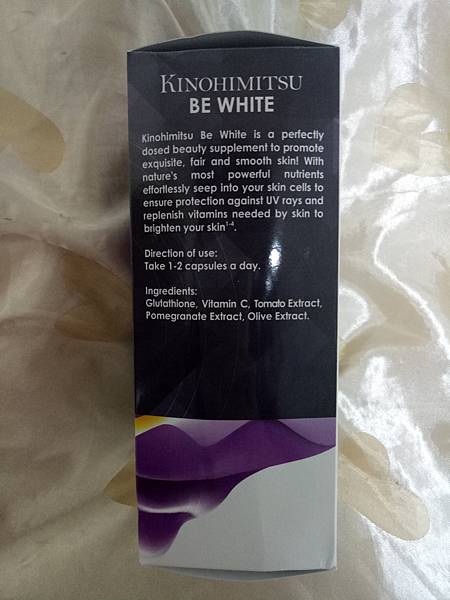 KINOHIMITSU
BE WHITE
Kinohimitsu Be White is a perfectly
dosed beauty supplement to promote
exquisite, fair and smooth skin! With
nature's most powerful nutrients
effortlessly seep into your skin cells to
ensure protection against UV rays and
replenish vitamins needed by skin to
brighten your skin¹⁻⁴.
Direction of use:
Take 1-2 capsules a day.
Ingredients:
Glutathione, Vitamin C, Tomato Extract,
Pomegranate Extract, Olive Extract.